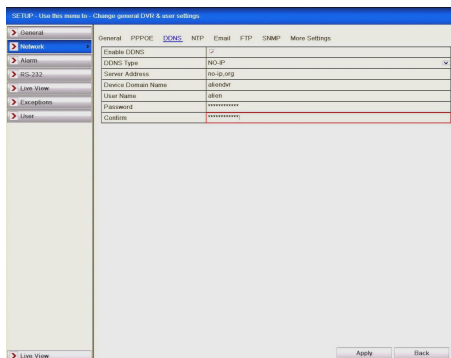 SETUP - Use this menu to - Change general DVR & user settings
General
Network
Alarm
RS-232
Live View
Exceptions
User
General PPPOE DDNS NTP Email FTP SNMP More Settings
Enable DDNS
DDNS Type NO-IP
Server Address no-ip.org
Device Domain Name aliondvr
User Name alion
Password ************
Confirm ************
Apply Back
Live View